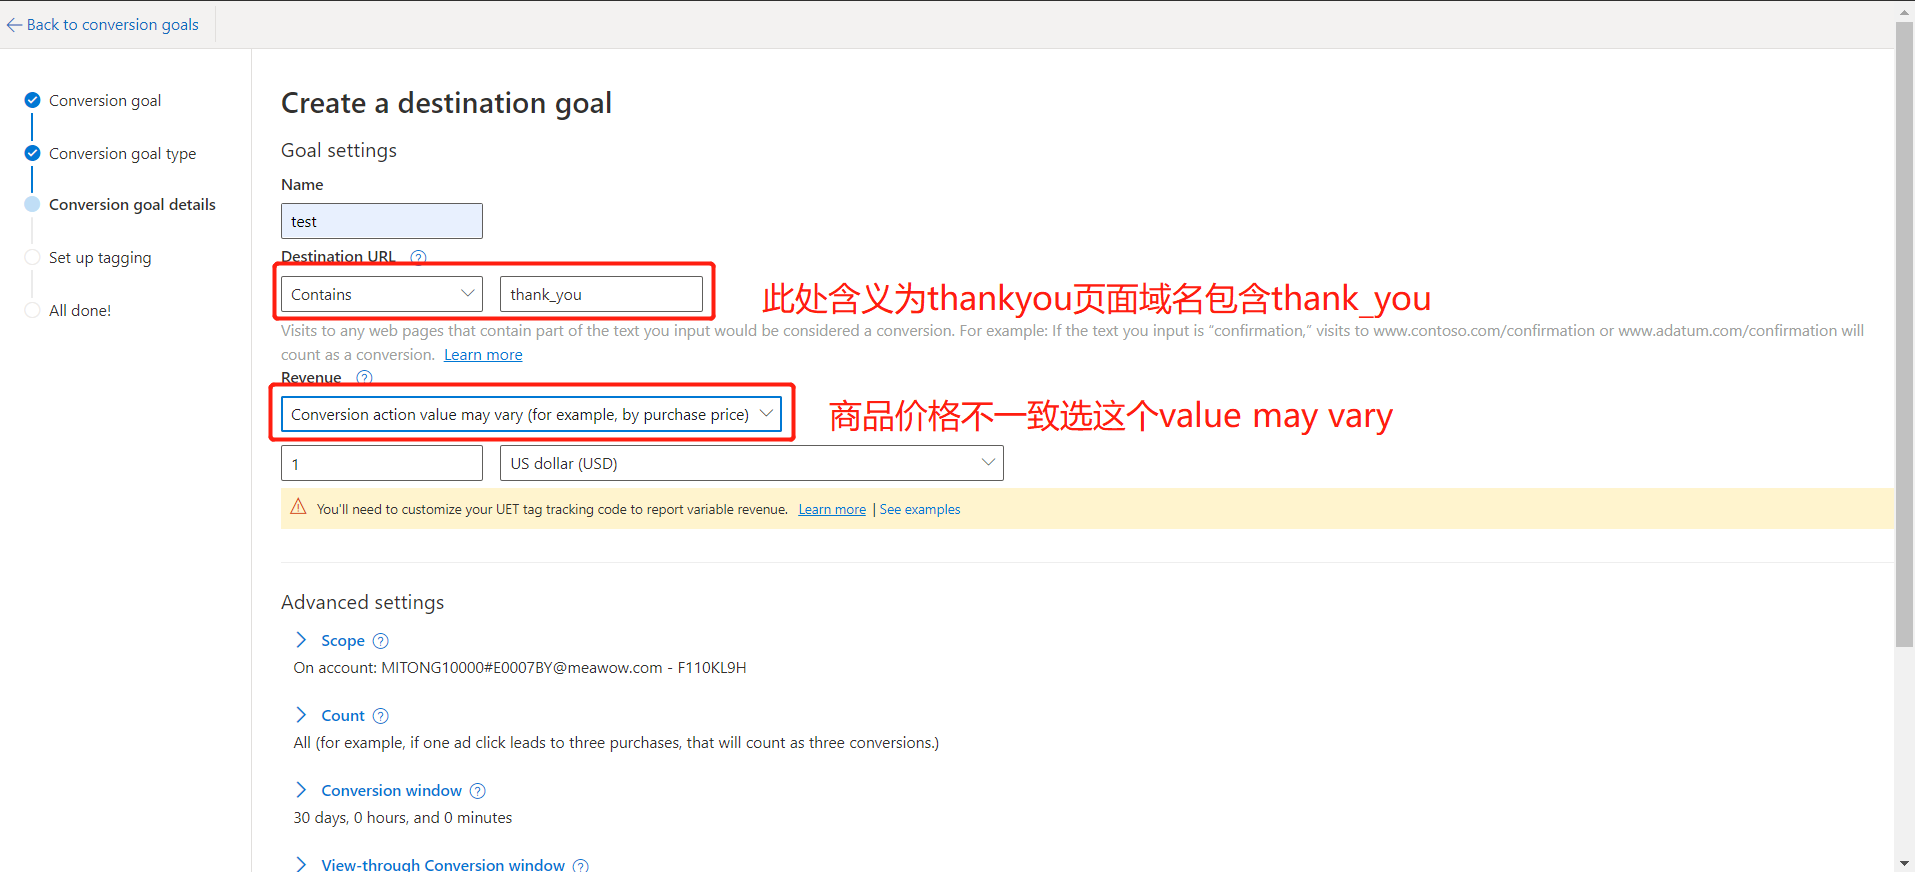 Back to conversion goals
Conversion goal
Conversion goal type
Conversion goal details
Set up tagging
All done!
Create a destination goal
Goal settings
Name
test
Destination URL
Contains thank_you 此处含义为thankyou页面域名包含thank_you
Visits to any web pages that contain part of the text you input would be considered a conversion. For example: If the text you input is “confirmation,” visits to www.contoso.com/confirmation or www.adatum.com/confirmation will
count as a conversion. Learn more
Revenue
Conversion action value may vary (for example, by purchase price) 商品价格不一致选这个value may vary
1 US dollar (USD)
You'll need to customize your UET tag tracking code to report variable revenue. Learn more | See examples
Advanced settings
Scope
On account: MITONG10000#E0007BY@meawow.com - F110KL9H
Count
All (for example, if one ad click leads to three purchases, that will count as three conversions.)
Conversion window
30 days, 0 hours, and 0 minutes
View-through Conversion window